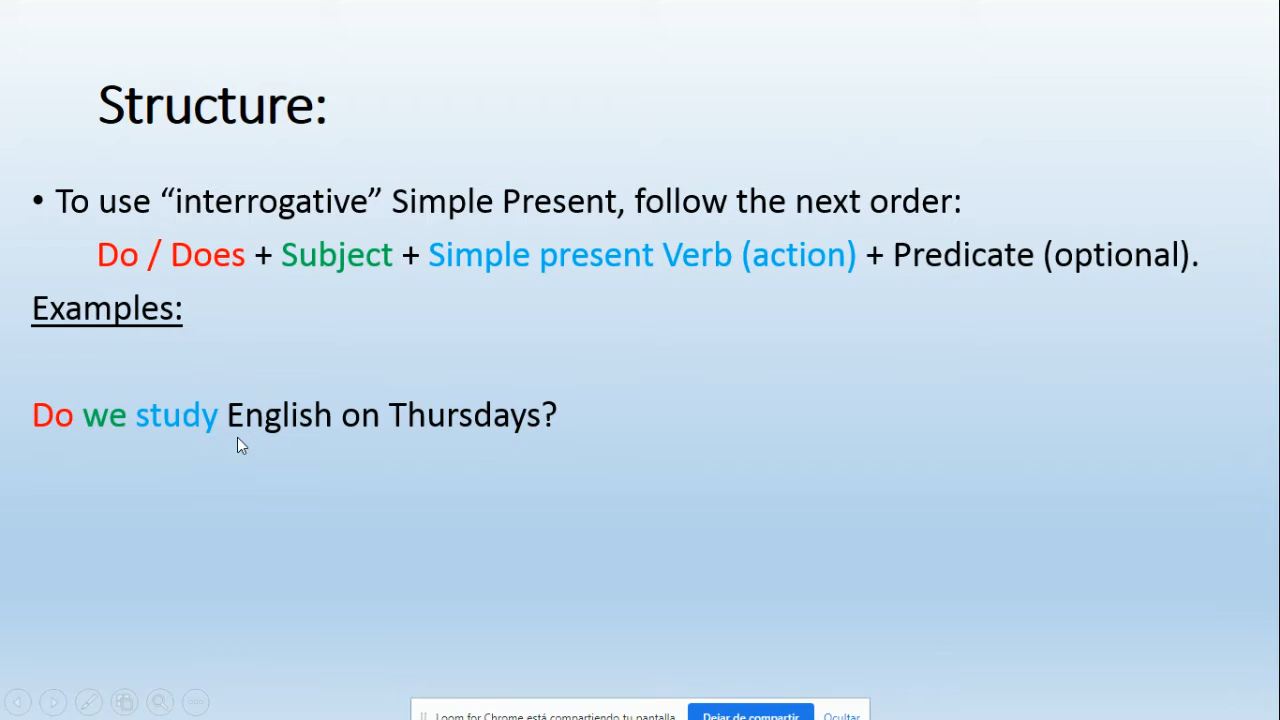 Structure:
• To use “interrogative” Simple Present, follow the next order:
Do / Does + Subject + Simple present Verb (action) + Predicate (optional).
Examples:
Do we study English on Thursdays?
Loom for Chrome está compartiendo tu pantalla. Dejar de compartir Ocultar